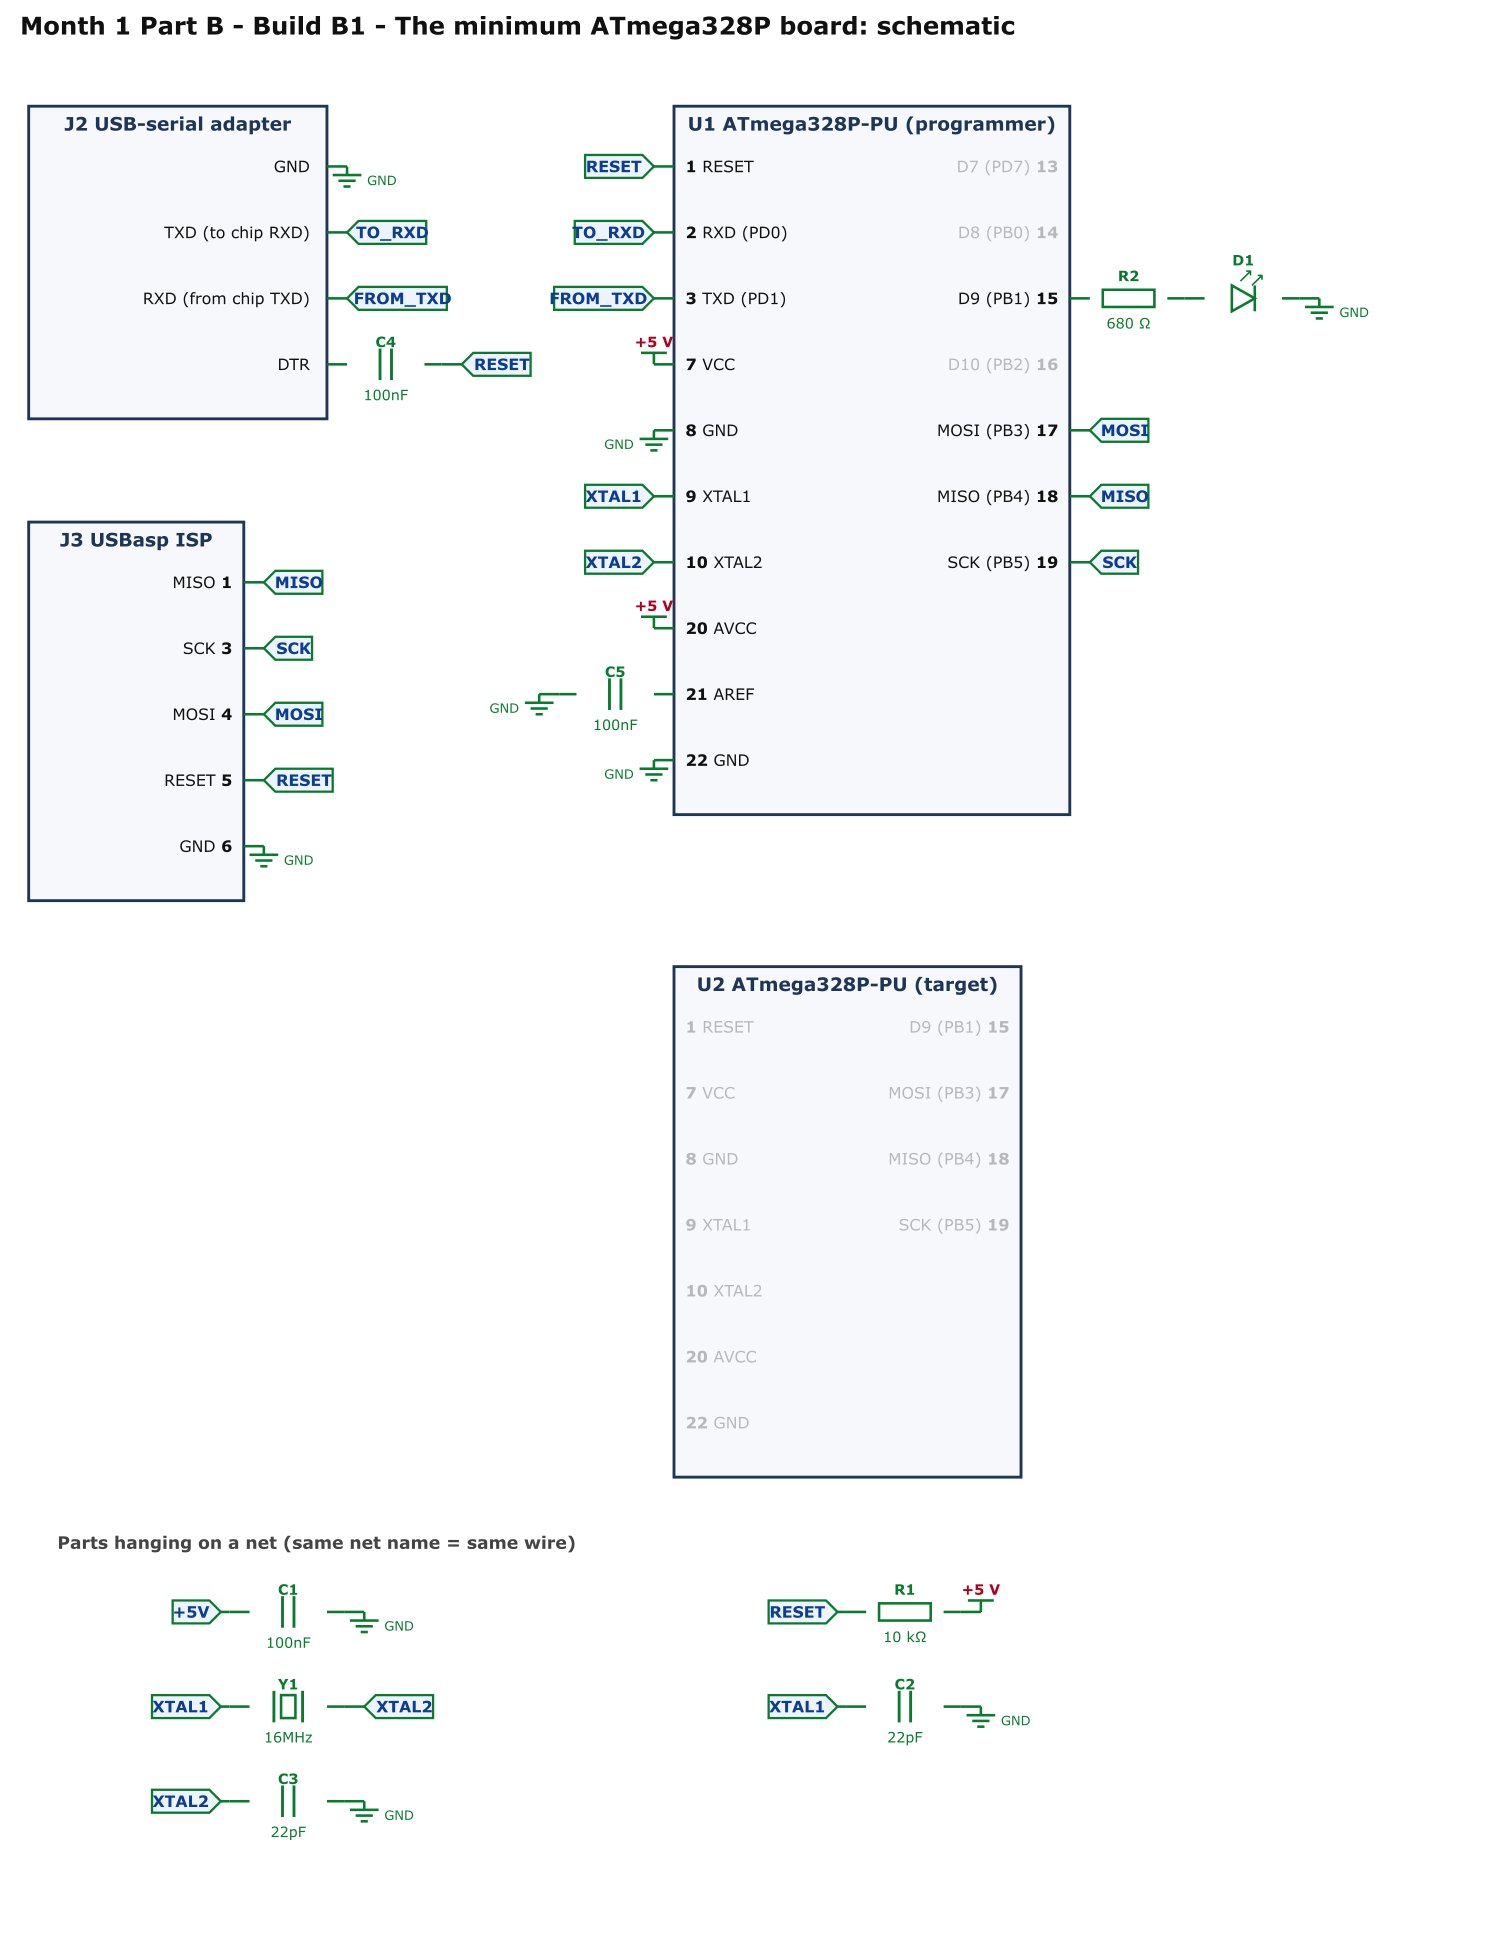 Month 1 Part B - Build B1 - The minimum ATmega328P board: schematic
J2 USB-serial adapter
GND
GND
TXD (to chip RXD)
TO_RXD
RXD (from chip TXD)
FROM_TXD
DTR
C4
100nF
RESET
J3 USBasp ISP
MISO 1
MISO
SCK 3
SCK
MOSI 4
MOSI
RESET 5
RESET
GND 6
GND
U1 ATmega328P-PU (programmer)
RESET
1 RESET
D7 (PD7) 13
TO_RXD
2 RXD (PD0)
D8 (PB0) 14
FROM_TXD
3 TXD (PD1)
D9 (PB1) 15
R2
680 Ω
D1
GND
+5 V
7 VCC
D10 (PB2) 16
GND
8 GND
MOSI (PB3) 17
MOSI
XTAL1
9 XTAL1
MISO (PB4) 18
MISO
XTAL2
10 XTAL2
SCK (PB5) 19
SCK
+5 V
20 AVCC
GND
C5
100nF
21 AREF
GND
22 GND
U2 ATmega328P-PU (target)
1 RESET
D9 (PB1) 15
7 VCC
MOSI (PB3) 17
8 GND
MISO (PB4) 18
9 XTAL1
SCK (PB5) 19
10 XTAL2
20 AVCC
22 GND
Parts hanging on a net (same net name = same wire)
+5V
C1
100nF
GND
RESET
R1
10 kΩ
+5 V
XTAL1
Y1
16MHz
XTAL2
XTAL1
C2
22pF
GND
XTAL2
C3
22pF
GND